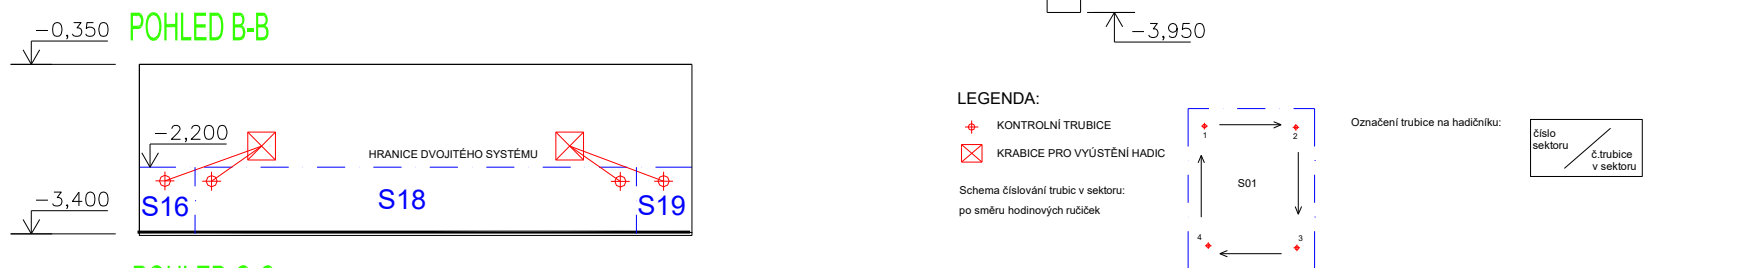 -0,350
POHLED B-B
-3,950
-2,200
HRANICE DVOJITÉHO SYSTÉMU
S16
S18
S19
-3,400
LEGENDA:
KONTROLNÍ TRUBICE
KRABICE PRO VYÚSTĚNÍ HADIC
Schema číslování trubic v sektoru:
po směru hodinových ručiček
1
2
S01
4
3
Označení trubice na hadičníku:
číslo
sektoru
č.trubice
v sektoru